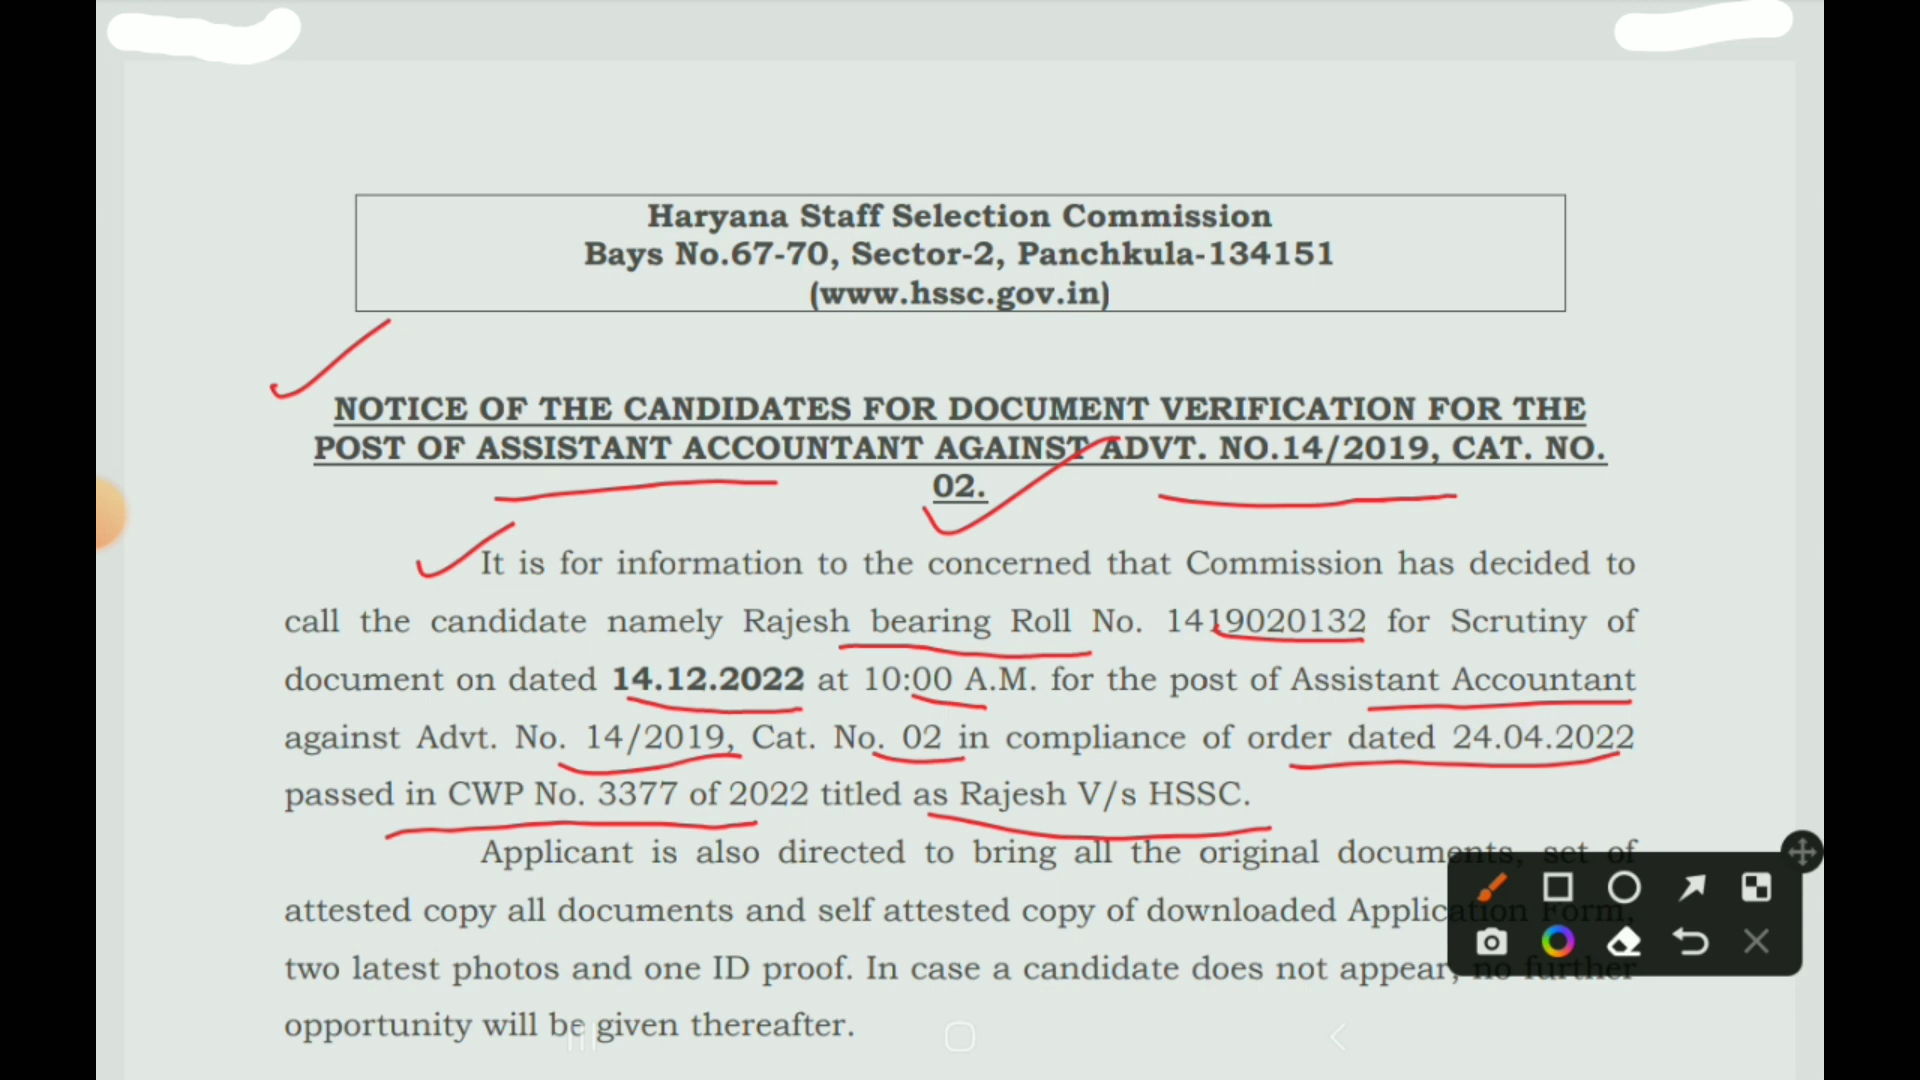 Haryana Staff Selection Commission
Bays No.67-70, Sector-2, Panchkula-134151
(www.hssc.gov.in)
NOTICE OF THE CANDIDATES FOR DOCUMENT VERIFICATION FOR THE
POST OF ASSISTANT ACCOUNTANT AGAINST ADVT. NO.14/2019, CAT. NO.
02.
It is for information to the concerned that Commission has decided to
call the candidate namely Rajesh bearing Roll No. 1419020132 for Scrutiny of
document on dated 14.12.2022 at 10:00 A.M. for the post of Assistant Accountant
against Advt. No. 14/2019, Cat. No. 02 in compliance of order dated 24.04.2022
passed in CWP No. 3377 of 2022 titled as Rajesh V/s HSSC.
Applicant is also directed to bring all the original documents, set of
attested copy all documents and self attested copy of downloaded Application Form,
two latest photos and one ID proof. In case a candidate does not appear, no further
opportunity will be given thereafter.